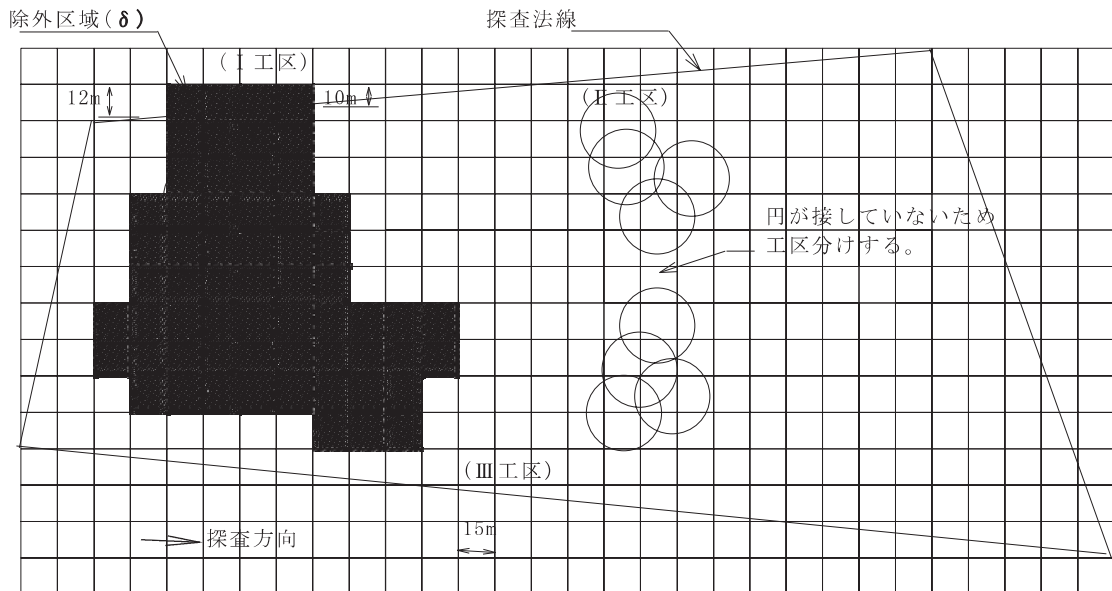 除外区域(δ)
探査法線
(Ⅰ工区)
12m
10m
(Ⅱ工区)
円が接していないため
工区分けする。
(Ⅲ工区)
探査方向
15m